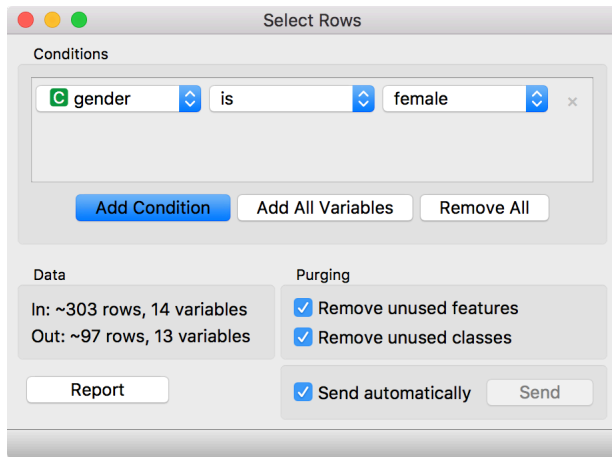 Select Rows
Conditions
C gender is female ×
Add Condition Add All Variables Remove All
Data
In: ~303 rows, 14 variables
Out: ~97 rows, 13 variables
Purging
Remove unused features
Remove unused classes
Report
Send automatically Send